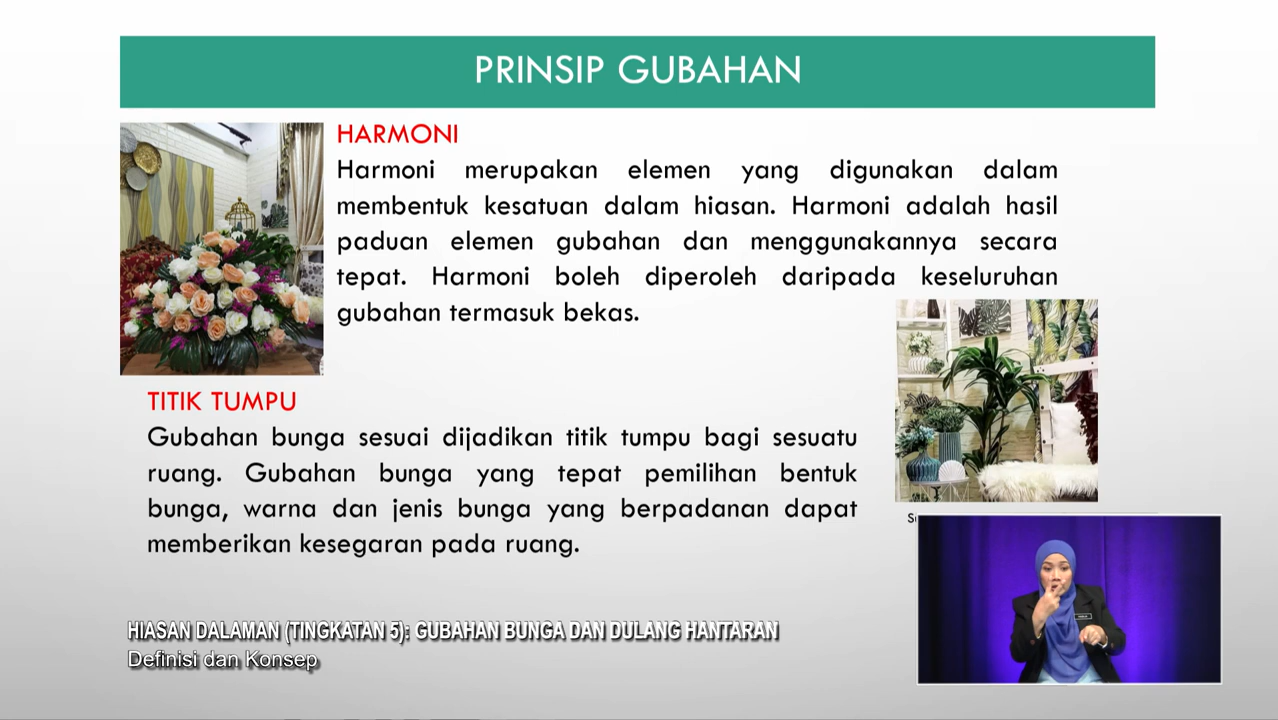 PRINSIP GUBAHAN
HARMONI
Harmoni merupakan elemen yang digunakan dalam
membentuk kesatuan dalam hiasan. Harmoni adalah hasil
paduan elemen gubahan dan menggunakannya secara
tepat. Harmoni boleh diperoleh daripada keseluruhan
gubahan termasuk bekas.
TITIK TUMPU
Gubahan bunga sesuai dijadikan titik tumpu bagi sesuatu
ruang. Gubahan bunga yang tepat pemilihan bentuk
bunga, warna dan jenis bunga yang berpadanan dapat
memberikan kesegaran pada ruang.
HIASAN DALAMAN (TINGKATAN 5): GUBAHAN BUNGA DAN DULANG HANTARAN
Definisi dan Konsep